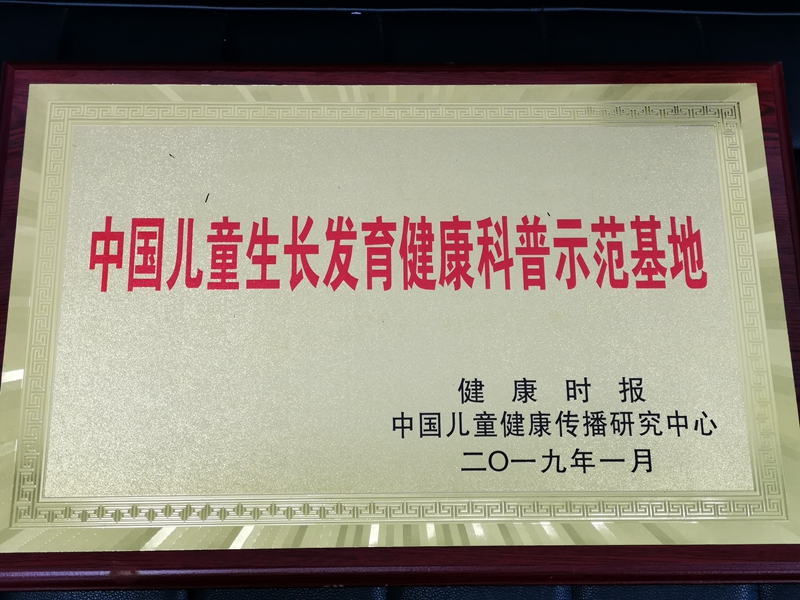 中国儿童生长发育健康科普示范基地
健康时报
中国儿童健康传播研究中心
二〇一九年一月